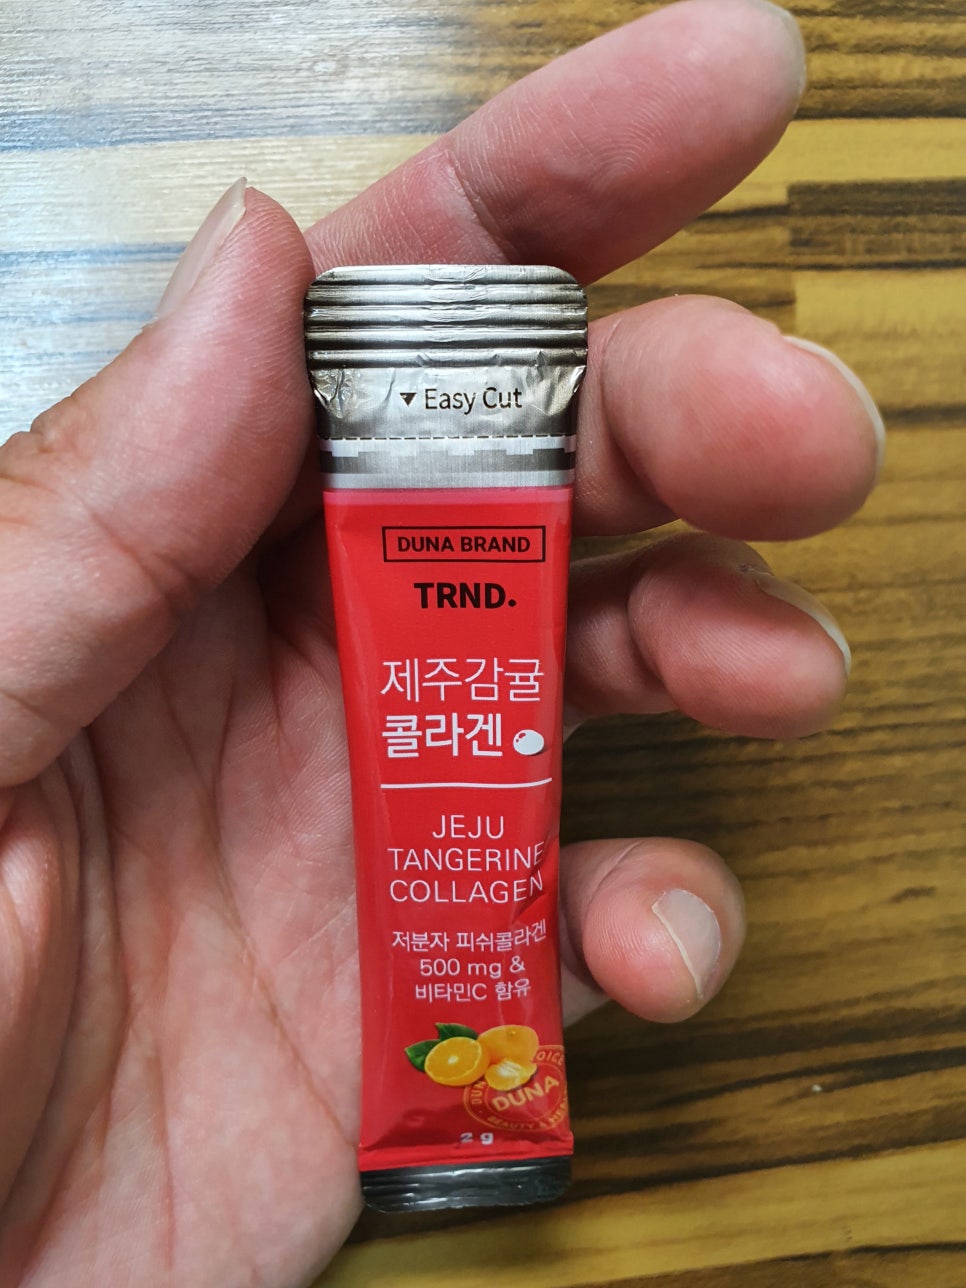 ▼ Easy Cut
DUNA BRAND
TRND.
제주감귤
콜라겐
JEJU
TANGERINE
COLLAGEN
저분자 피쉬콜라겐
500 mg &
비타민C 함유
DUNA
2 g